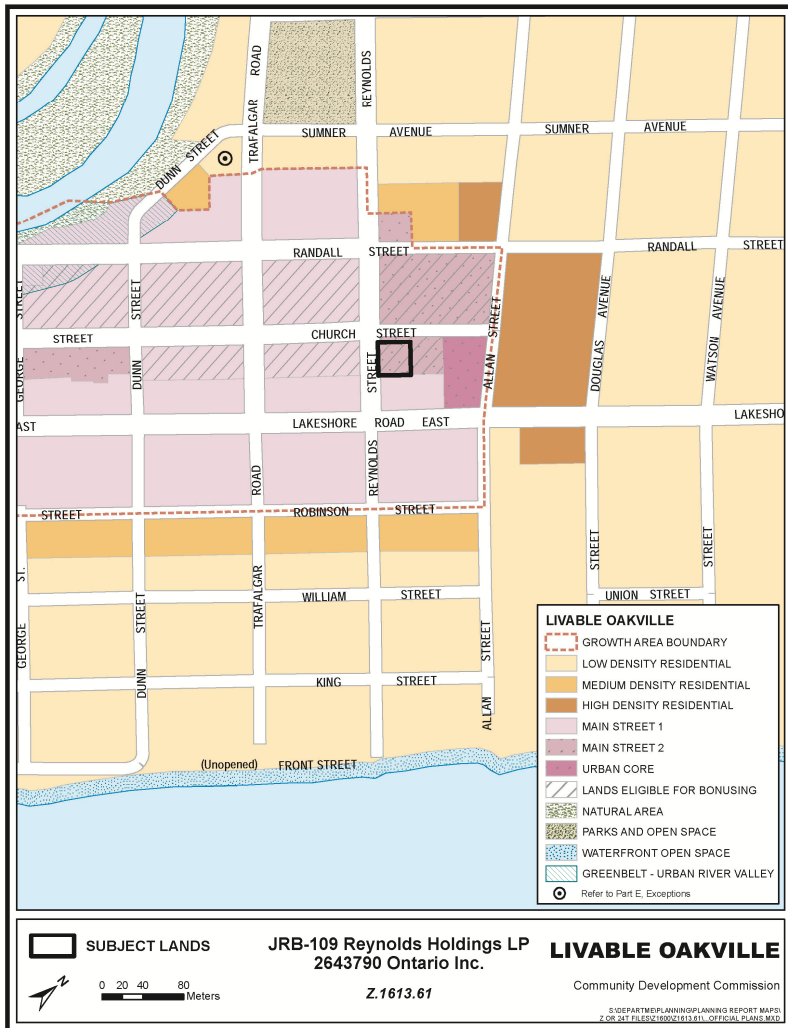 ROAD
REYNOLDS
TRAFALGAR
SUMNER AVENUE
SUMNER AVENUE
DUNN STREET
RANDALL STREET
RANDALL STREET
STREET
STREET
STREET
AVENUE
AVENUE
CHURCH STREET
STREET
GEORGE
DUNN
STREET
ALLAN
DOUGLAS
WATSON
LAKESHORE ROAD EAST
LAKESHO
AST
ROAD
REYNOLDS
STREET
ROBINSON STREET
STREET
STREET
ST.
GEORGE
STREET
DUNN
TRAFALGAR
WILLIAM STREET
UNION STREET
STREET
ALLAN
KING STREET
(Unopened) FRONT STREET
LIVABLE OAKVILLE
GROWTH AREA BOUNDARY
LOW DENSITY RESIDENTIAL
MEDIUM DENSITY RESIDENTIAL
HIGH DENSITY RESIDENTIAL
MAIN STREET 1
MAIN STREET 2
URBAN CORE
LANDS ELIGIBLE FOR BONUSING
NATURAL AREA
PARKS AND OPEN SPACE
WATERFRONT OPEN SPACE
GREENBELT - URBAN RIVER VALLEY
Refer to Part E, Exceptions
SUBJECT LANDS
N
0 20 40 80
Meters
JRB-109 Reynolds Holdings LP
2643790 Ontario Inc.
Z.1613.61
LIVABLE OAKVILLE
Community Development Commission
S:\DEPARTME\PLANNING\PLANNING REPORT MAPS\
Z OR 24T FILES\Z1600\Z1613.61\...OFFICIAL PLANS.MXD